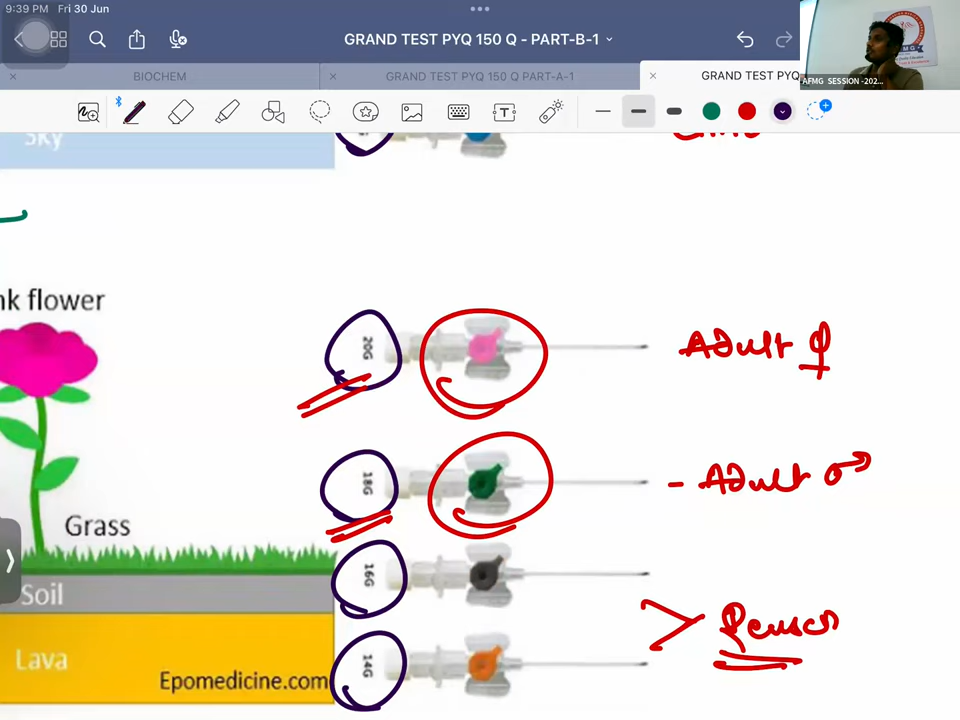 9:39 PM Fri 30 Jun
GRAND TEST PYQ 150 Q - PART-B-1
BIOCHEM
GRAND TEST PYQ 150 Q PART-A-1
GRAND TEST PYQ
AFMG SESSION -202...
Sky
nk flower
20G
Adult ♀
18G
- Adult ♂
Grass
16G
Soil
14G
Lava
Epomedicine.com